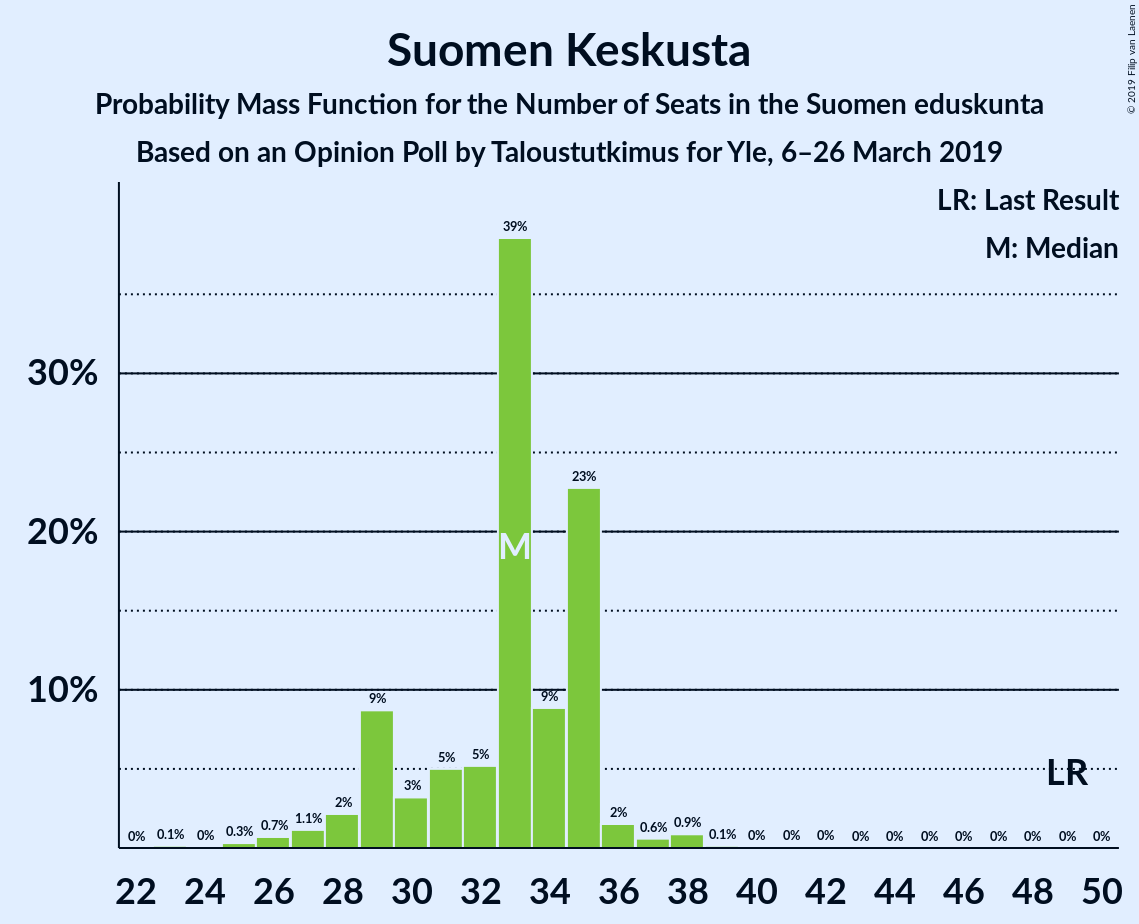 © 2019 Filip van Laenen
Suomen Keskusta
Probability Mass Function for the Number of Seats in the Suomen eduskunta
Based on an Opinion Poll by Taloustutkimus for Yle, 6–26 March 2019
LR: Last Result
M: Median
39%
30%
23%
20%
M
10%
9% 9%
5% 5%
3%
2%
0% 0.1% 0% 0.3% 0.7% 1.1% 2% 0.6% 0.9% 0.1% 0% 0% 0% 0% 0% 0% 0% 0% 0% 0% 0%
LR
22 24 26 28 30 32 34 36 38 40 42 44 46 48 50